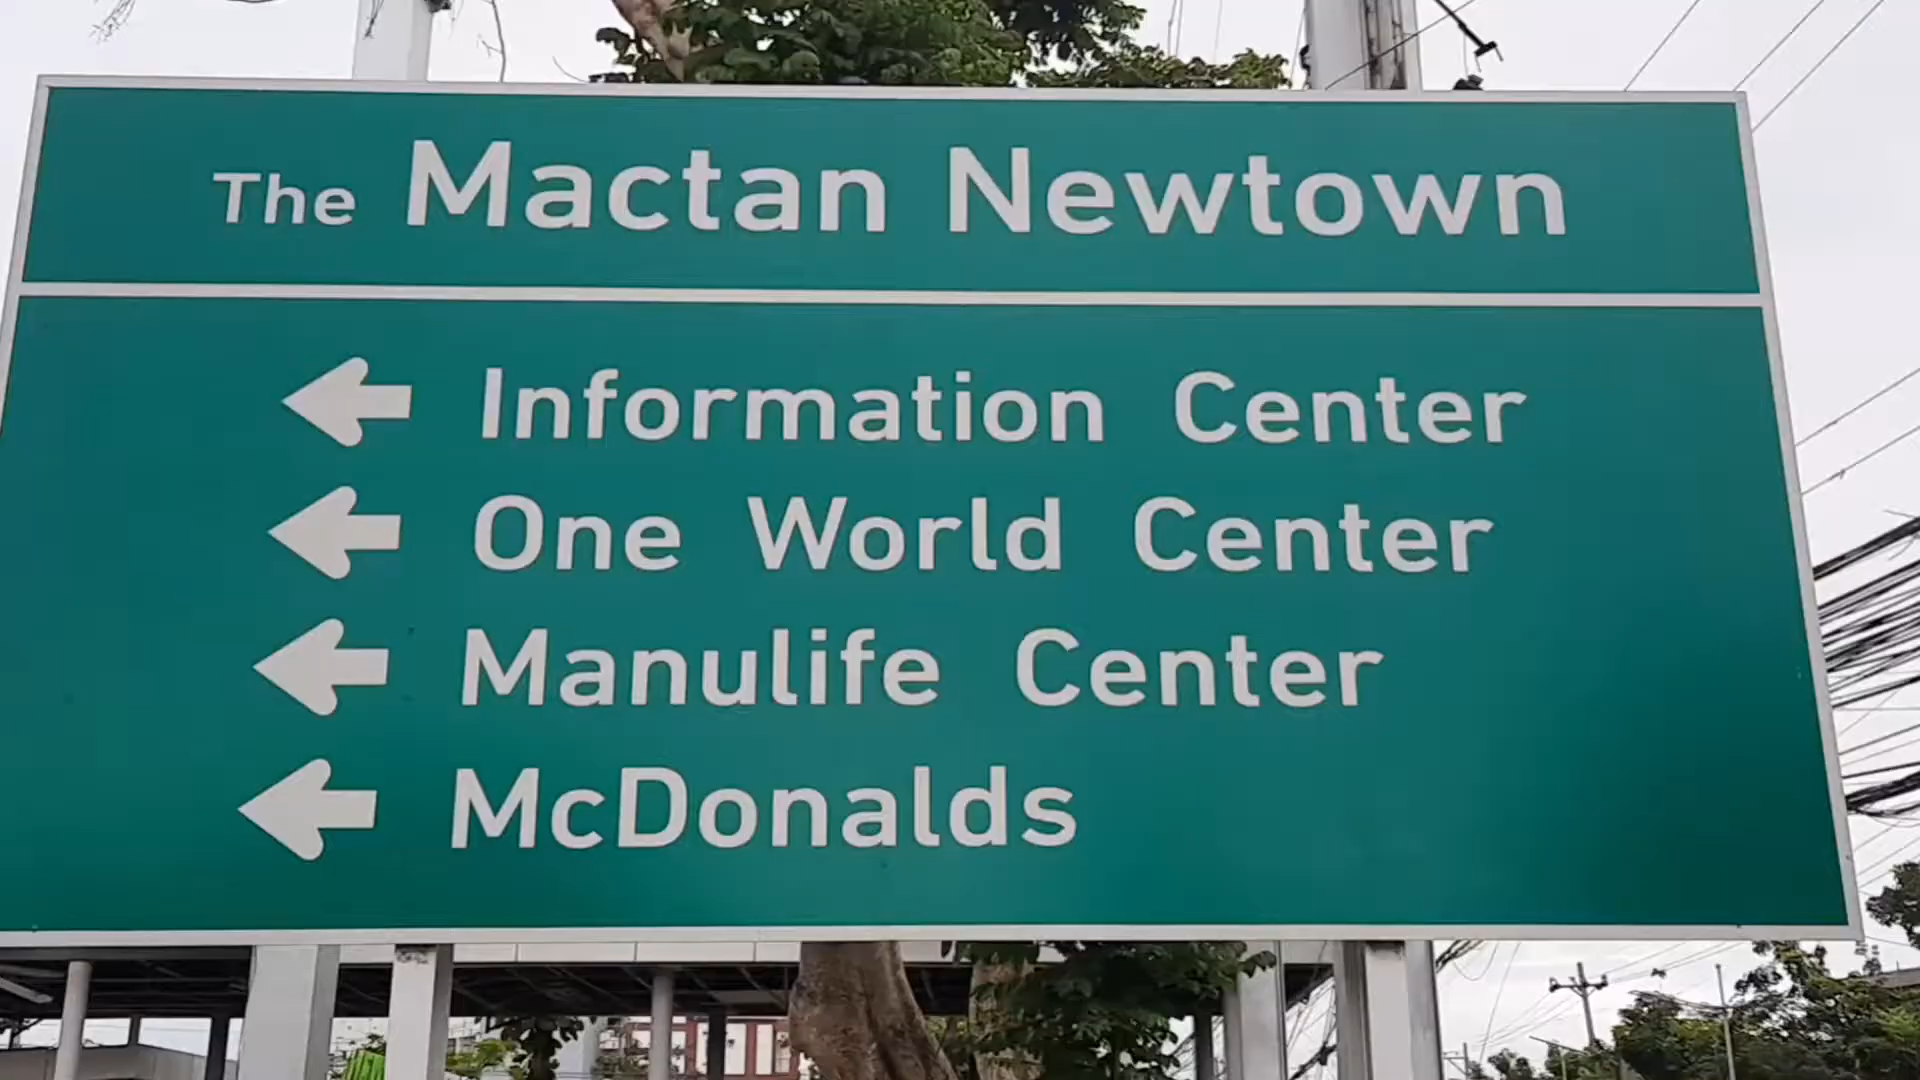 The Mactan Newtown
Information Center
One World Center
Manulife Center
McDonalds